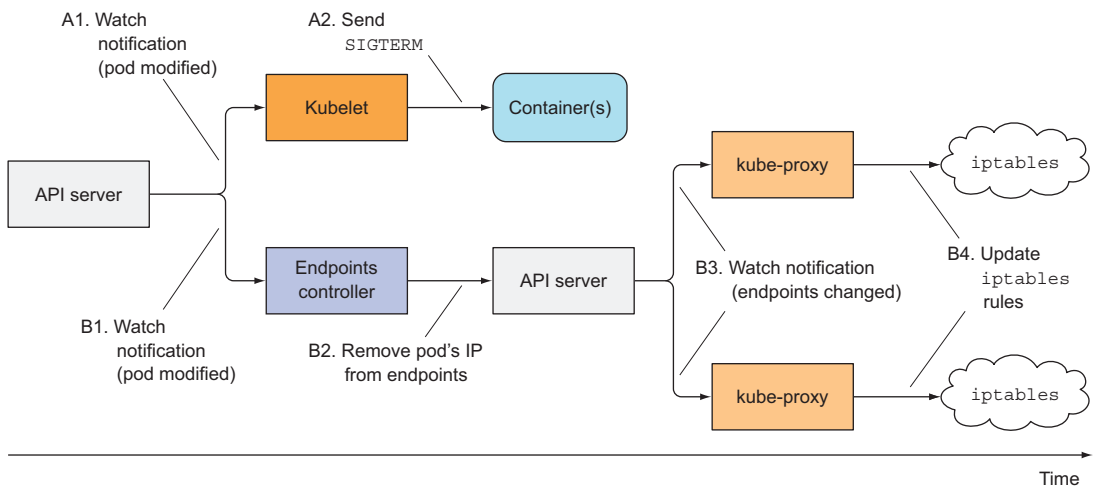 A1. Watch
notification
(pod modified)
A2. Send
SIGTERM
Kubelet
Container(s)
kube-proxy
iptables
API server
Endpoints
controller
API server
B3. Watch notification
(endpoints changed)
B4. Update
iptables
rules
B1. Watch
notification
(pod modified)
B2. Remove pod's IP
from endpoints
kube-proxy
iptables
Time